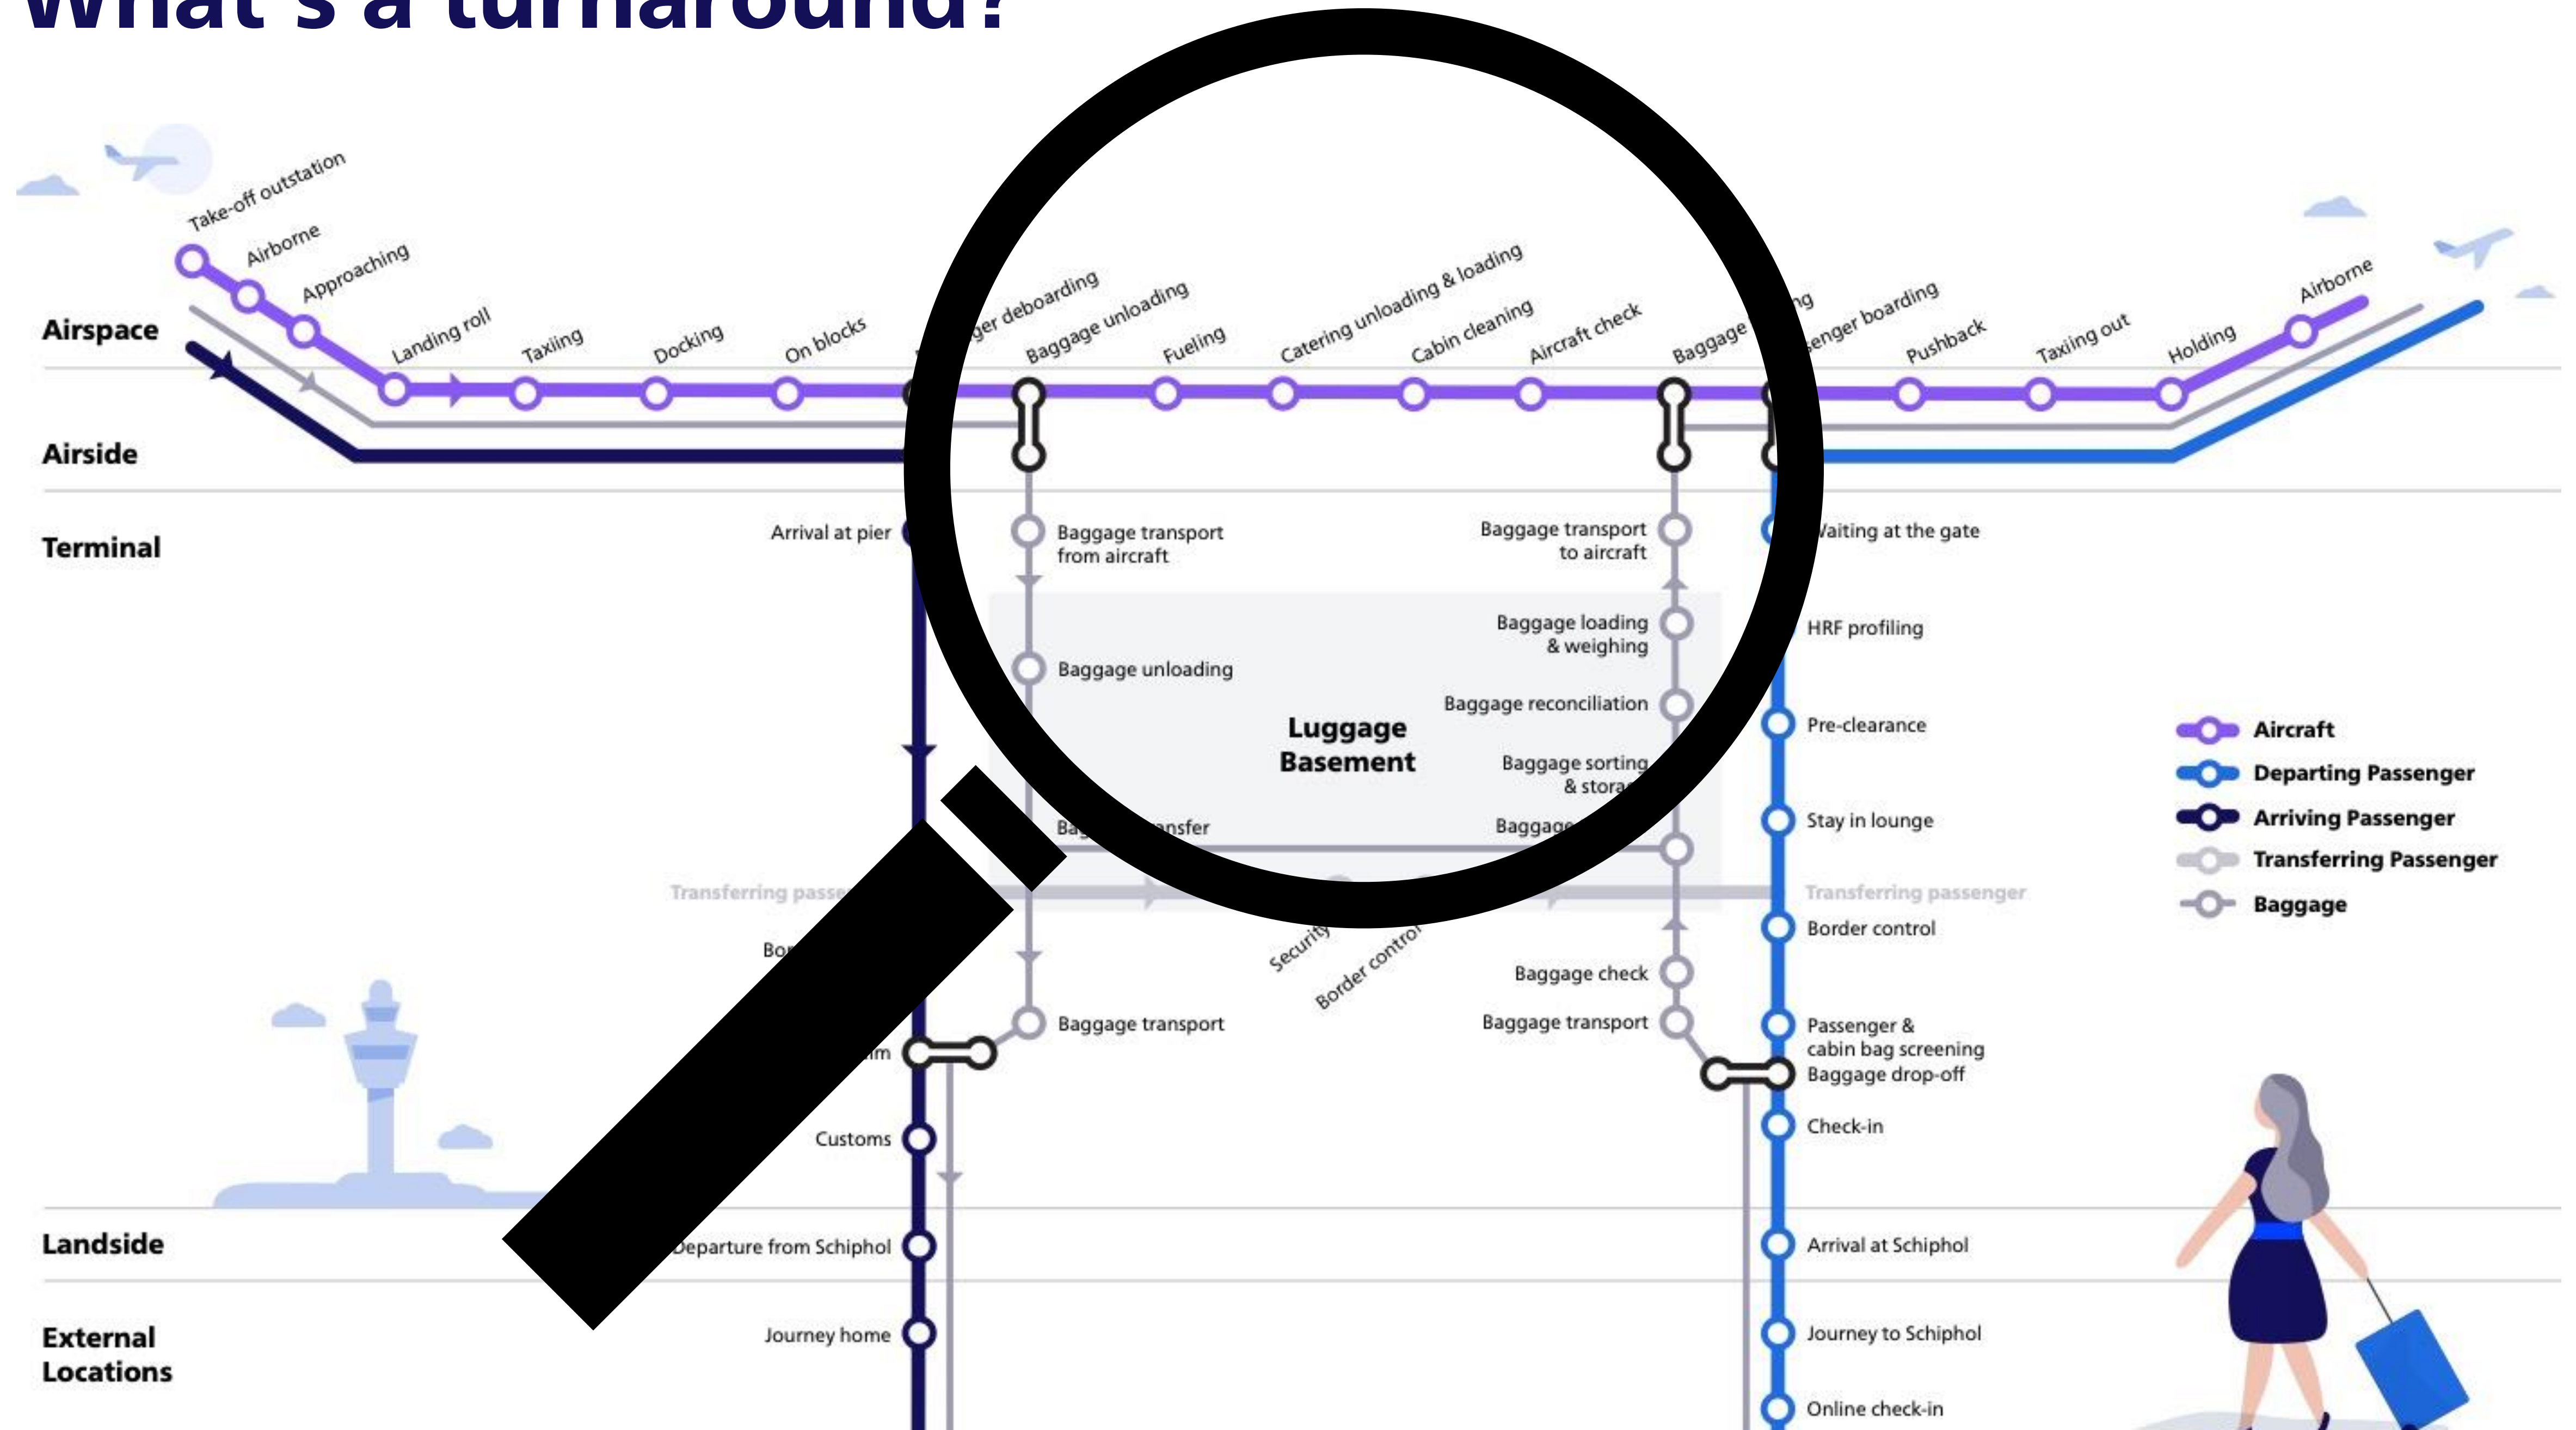 What's a turnaround?
Take-off outstation
Airborne
Approaching
Landing roll
Taxiing
Docking
On blocks
deboarding
Baggage unloading
Fueling
Catering unloading & loading
Cabin cleaning
Aircraft check
Baggage
boarding
Pushback
Taxiing out
Holding
Airborne
Airspace
Airside
Terminal
Arrival at pier
Baggage transport
from aircraft
Baggage transport
to aircraft
Waiting at the gate
Baggage loading
& weighing
HRF profiling
Baggage unloading
Baggage reconciliation
Luggage
Basement
Pre-clearance
Baggage sorting
&
Stay in lounge
Baggage
Aircraft
Departing Passenger
Arriving Passenger
Transferring Passenger
Baggage
Transferring
Transferring passenger
Border control
Security
Border control
Baggage check
Baggage transport
Baggage transport
Passenger &
cabin bag screening
Baggage drop-off
Check-in
Customs
Landside
Departure from Schiphol
Arrival at Schiphol
External
Locations
Journey home
Journey to Schiphol
Online check-in